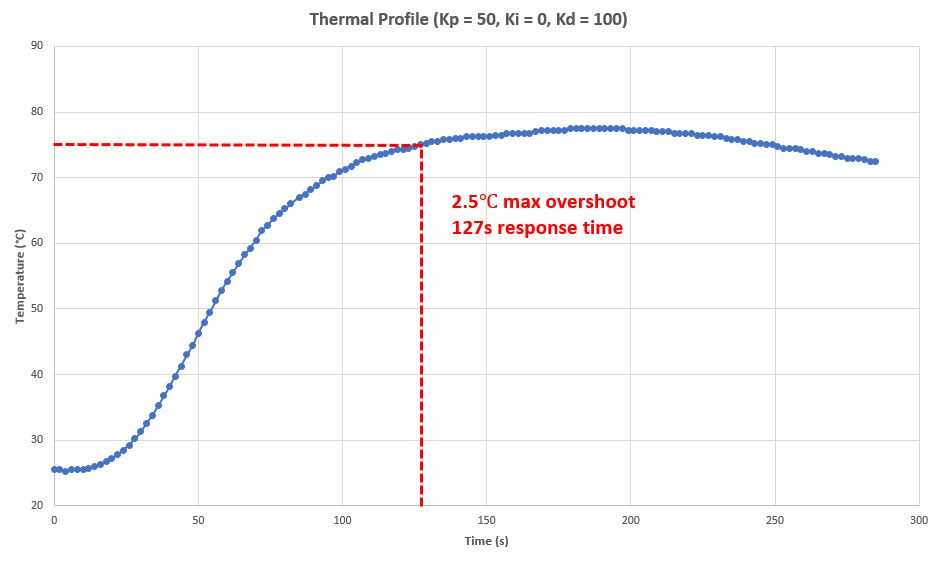 Thermal Profile (Kp = 50, Ki = 0, Kd = 100)
90
80
70
60
50
40
30
20
Temperature (°C)
2.5℃ max overshoot
127s response time
0 50 100 150 200 250 300
Time (s)